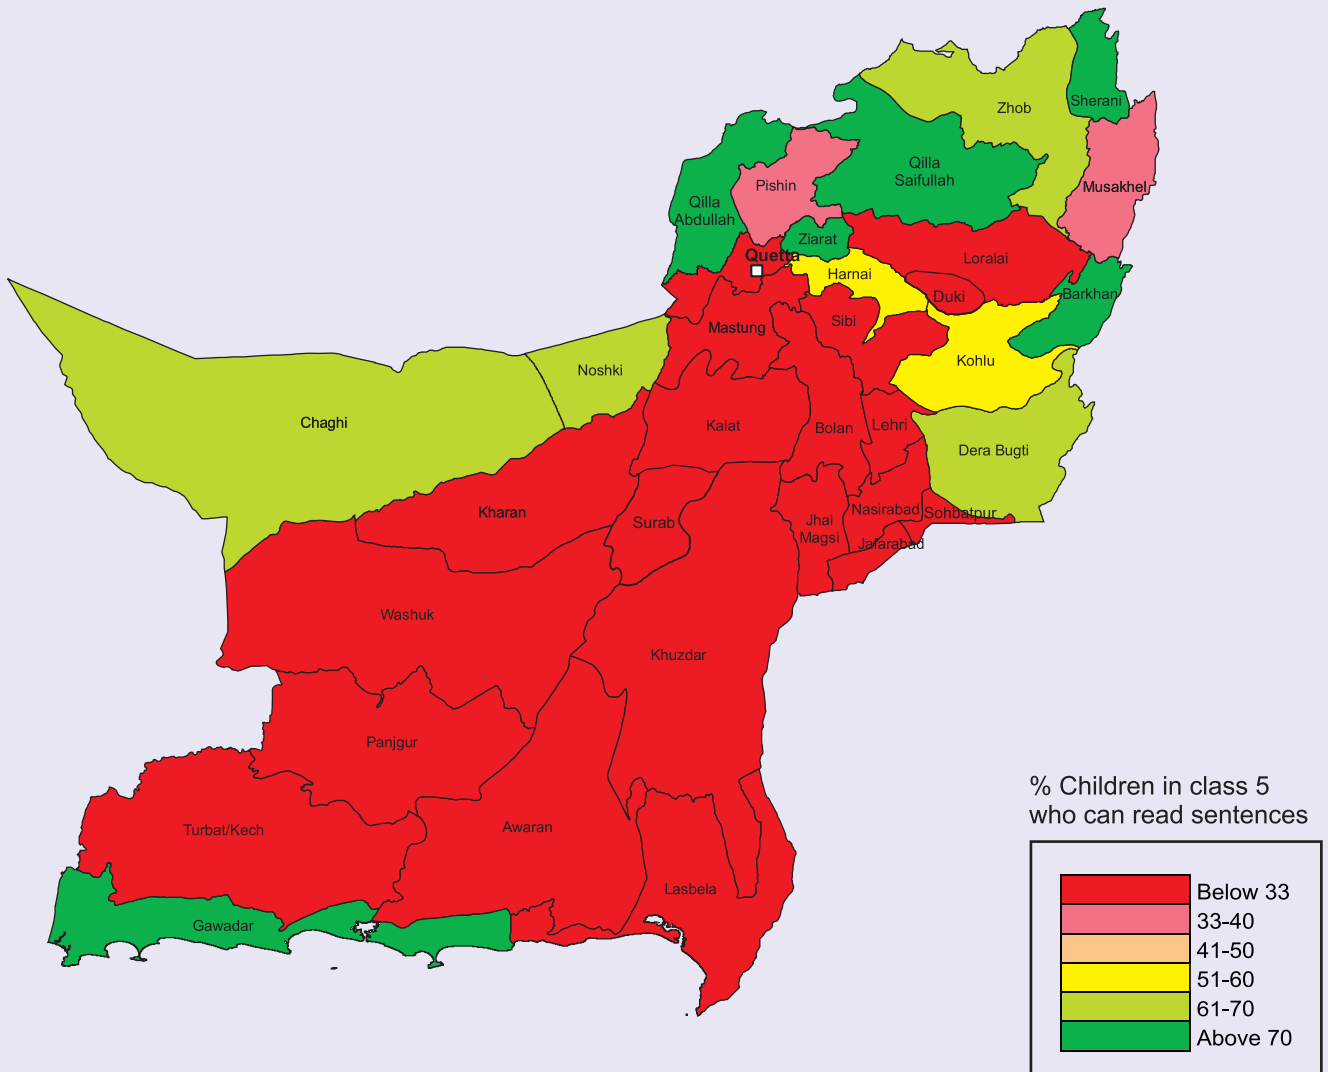 Zhob
Sherani
Qilla
Saifullah
Pishin
Musakhel
Qilla
Abdullah
Ziarat
Quetta
Loralai
Harnai
Duki
Barkhan
Mastung
Sibi
Kohlu
Noshki
Chaghi
Kalat
Bolan
Lehri
Dera Bugti
Kharan
Surab
Jhal
Magsi
Nasirabad
Sohbatpur
Jafarabad
Washuk
Khuzdar
Panjgur
Turbat/Kech
Awaran
Lasbela
Gawadar
% Children in class 5
who can read sentences
Below 33
33-40
41-50
51-60
61-70
Above 70